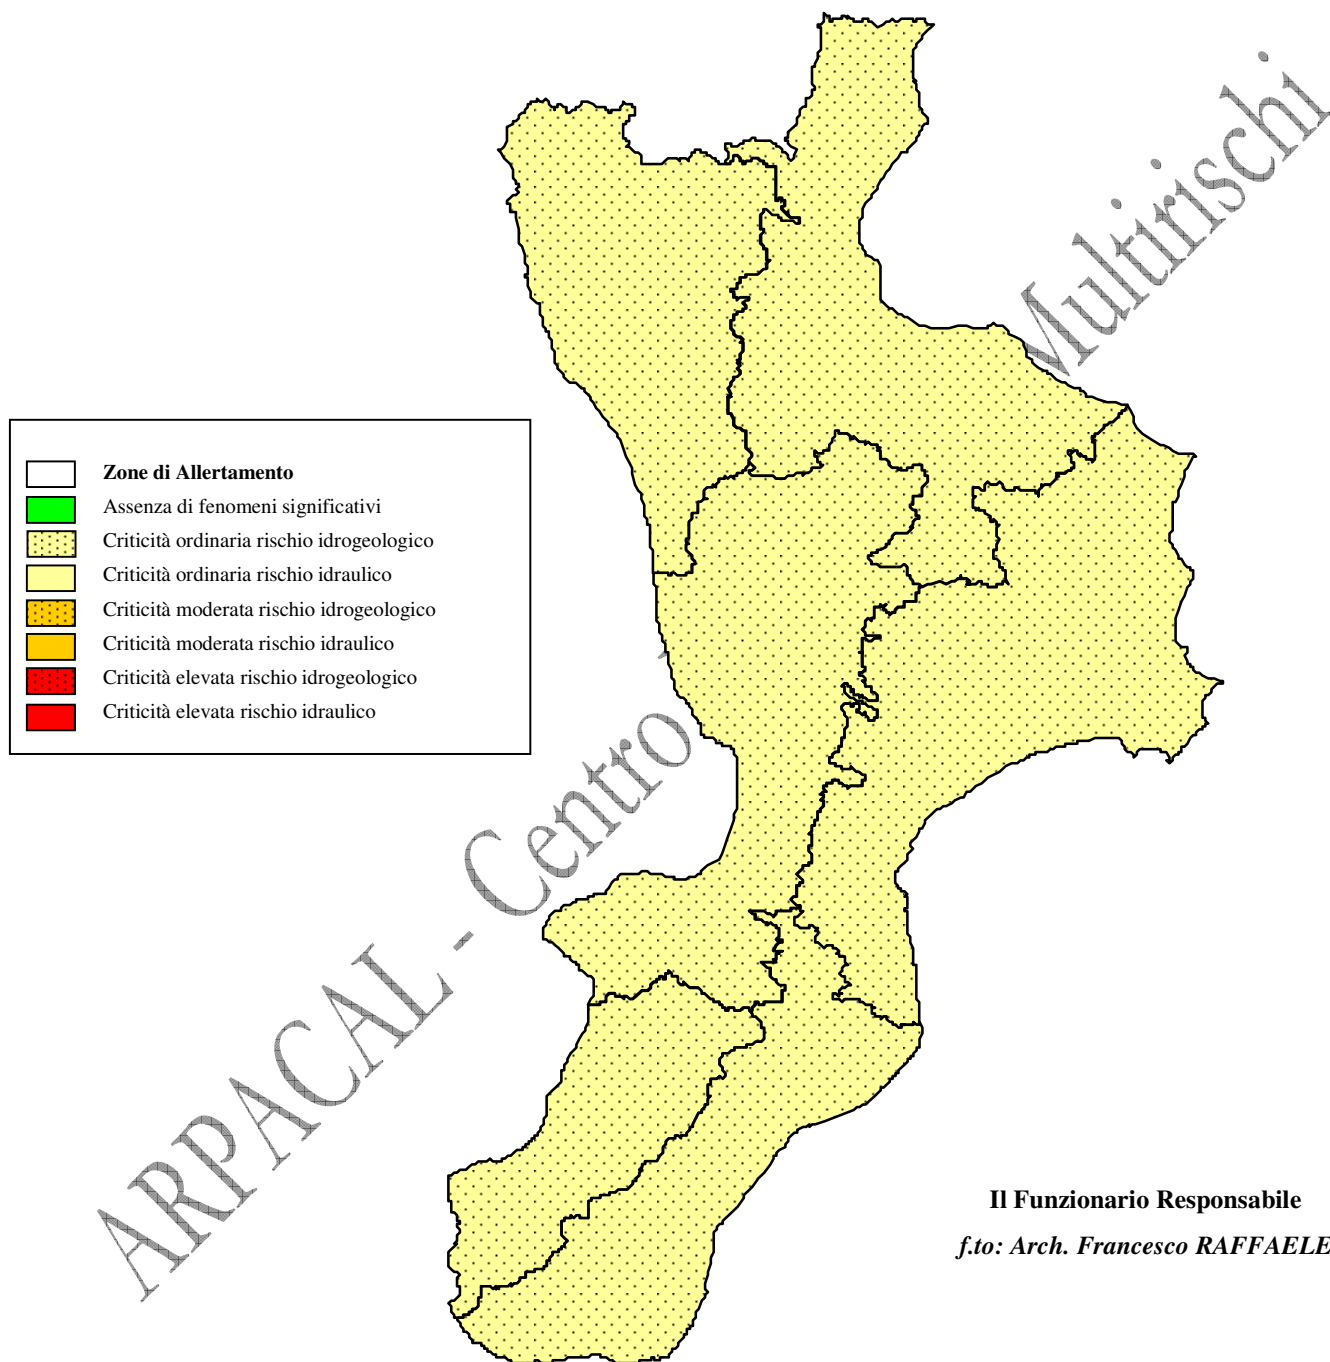 Zone di Allertamento
Assenza di fenomeni significativi
Criticità ordinaria rischio idrogeologico
Criticità ordinaria rischio idraulico
Criticità moderata rischio idrogeologico
Criticità moderata rischio idraulico
Criticità elevata rischio idrogeologico
Criticità elevata rischio idraulico
ARPACAL - Centro Multirischi
Il Funzionario Responsabile
f.to: Arch. Francesco RAFFAELE